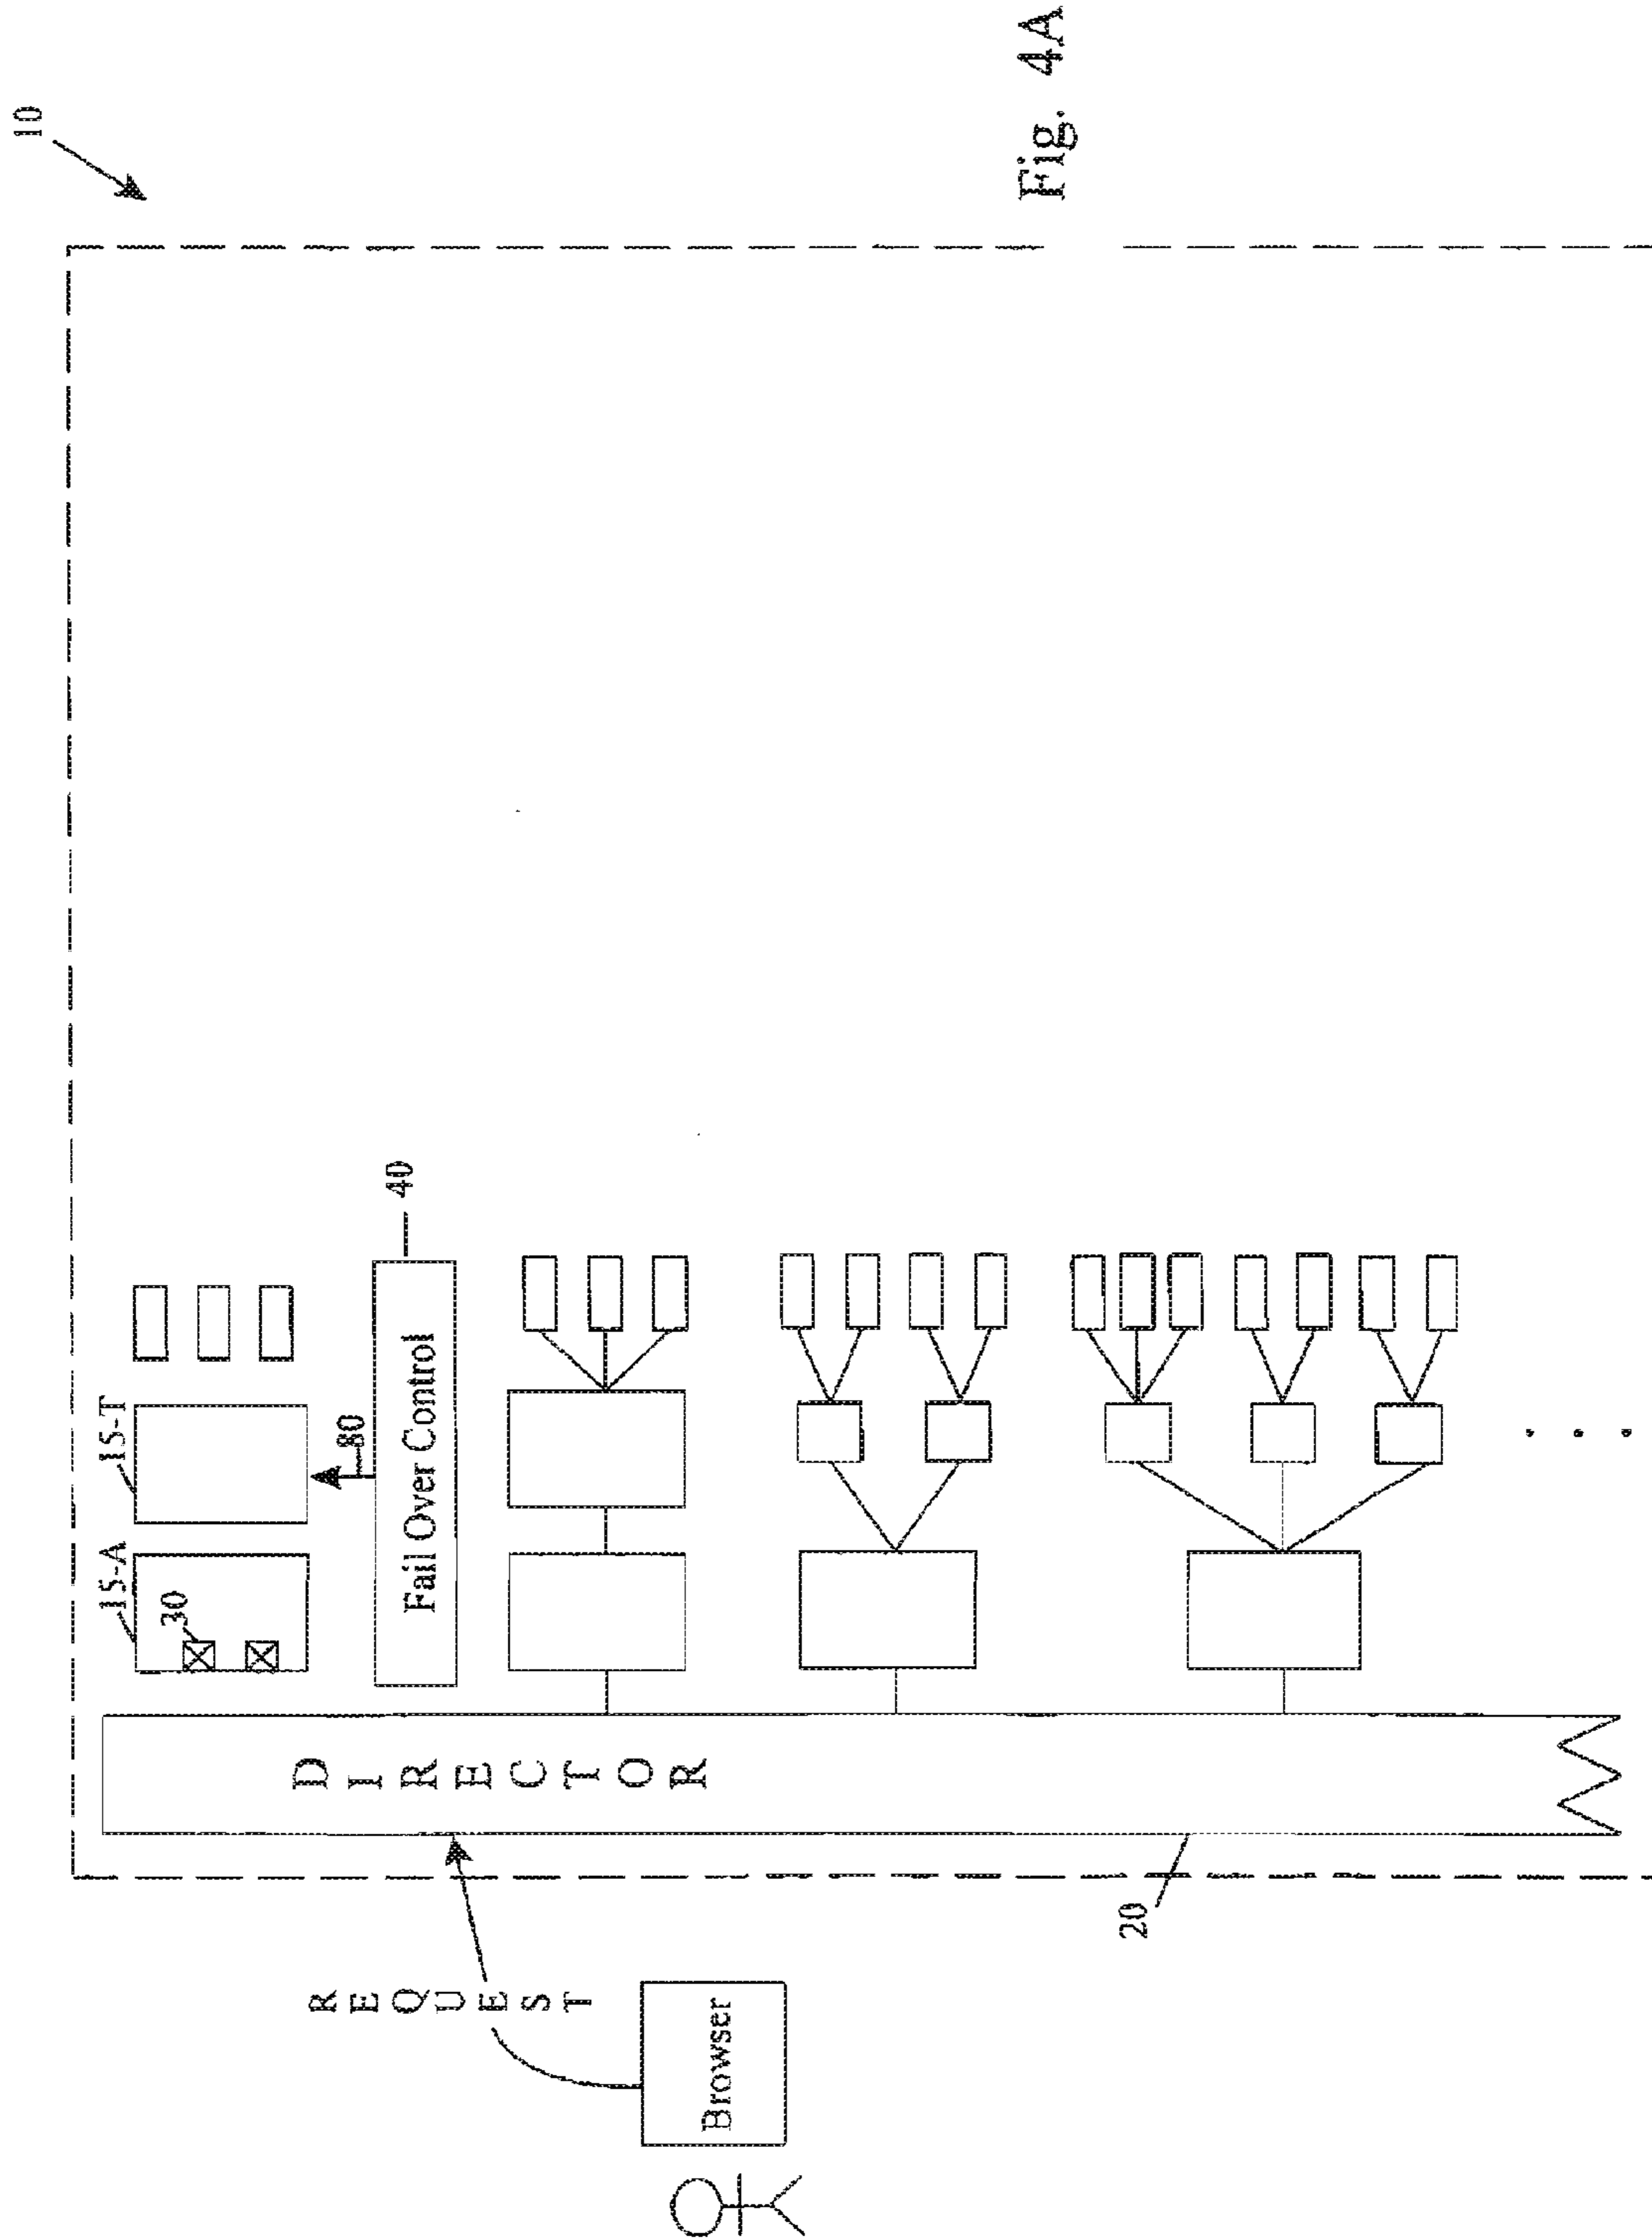 10
15-A
15-T
30
80
Fail Over Control
40
DIRECTOR
REQUEST
Browser
20
Fig. 4A